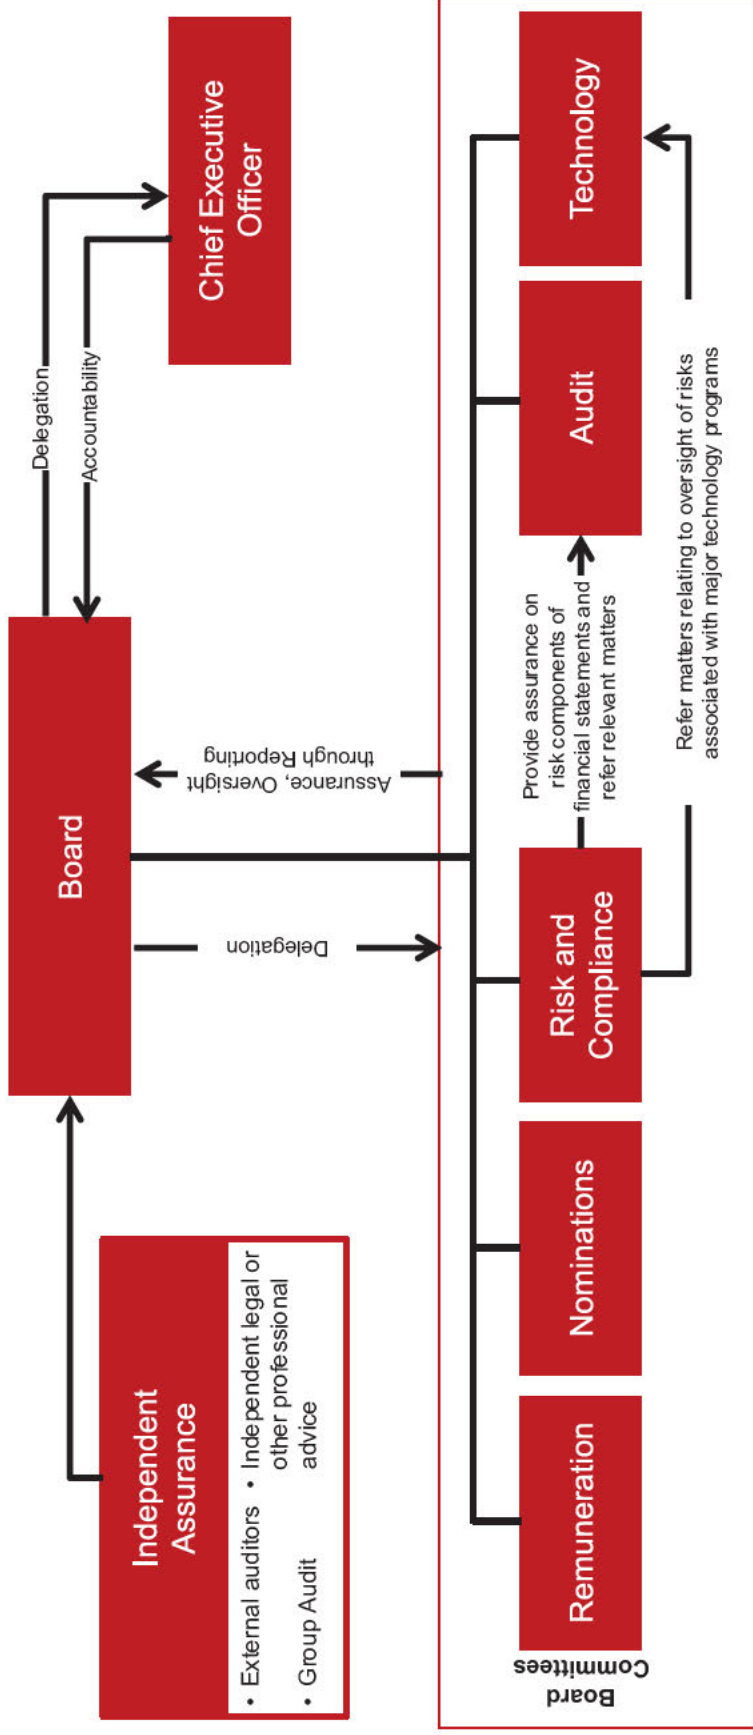 Board
Delegation
Accountability
Chief Executive
Officer
Independent
Assurance
• External auditors
• Group Audit
• Independent legal or
other professional
advice
Delegation
Assurance, Oversight
through Reporting
Board
Committees
Remuneration
Nominations
Risk and
Compliance
Provide assurance on
risk components of
financial statements and
refer relevant matters
Audit
Technology
Refer matters relating to oversight of risks
associated with major technology programs